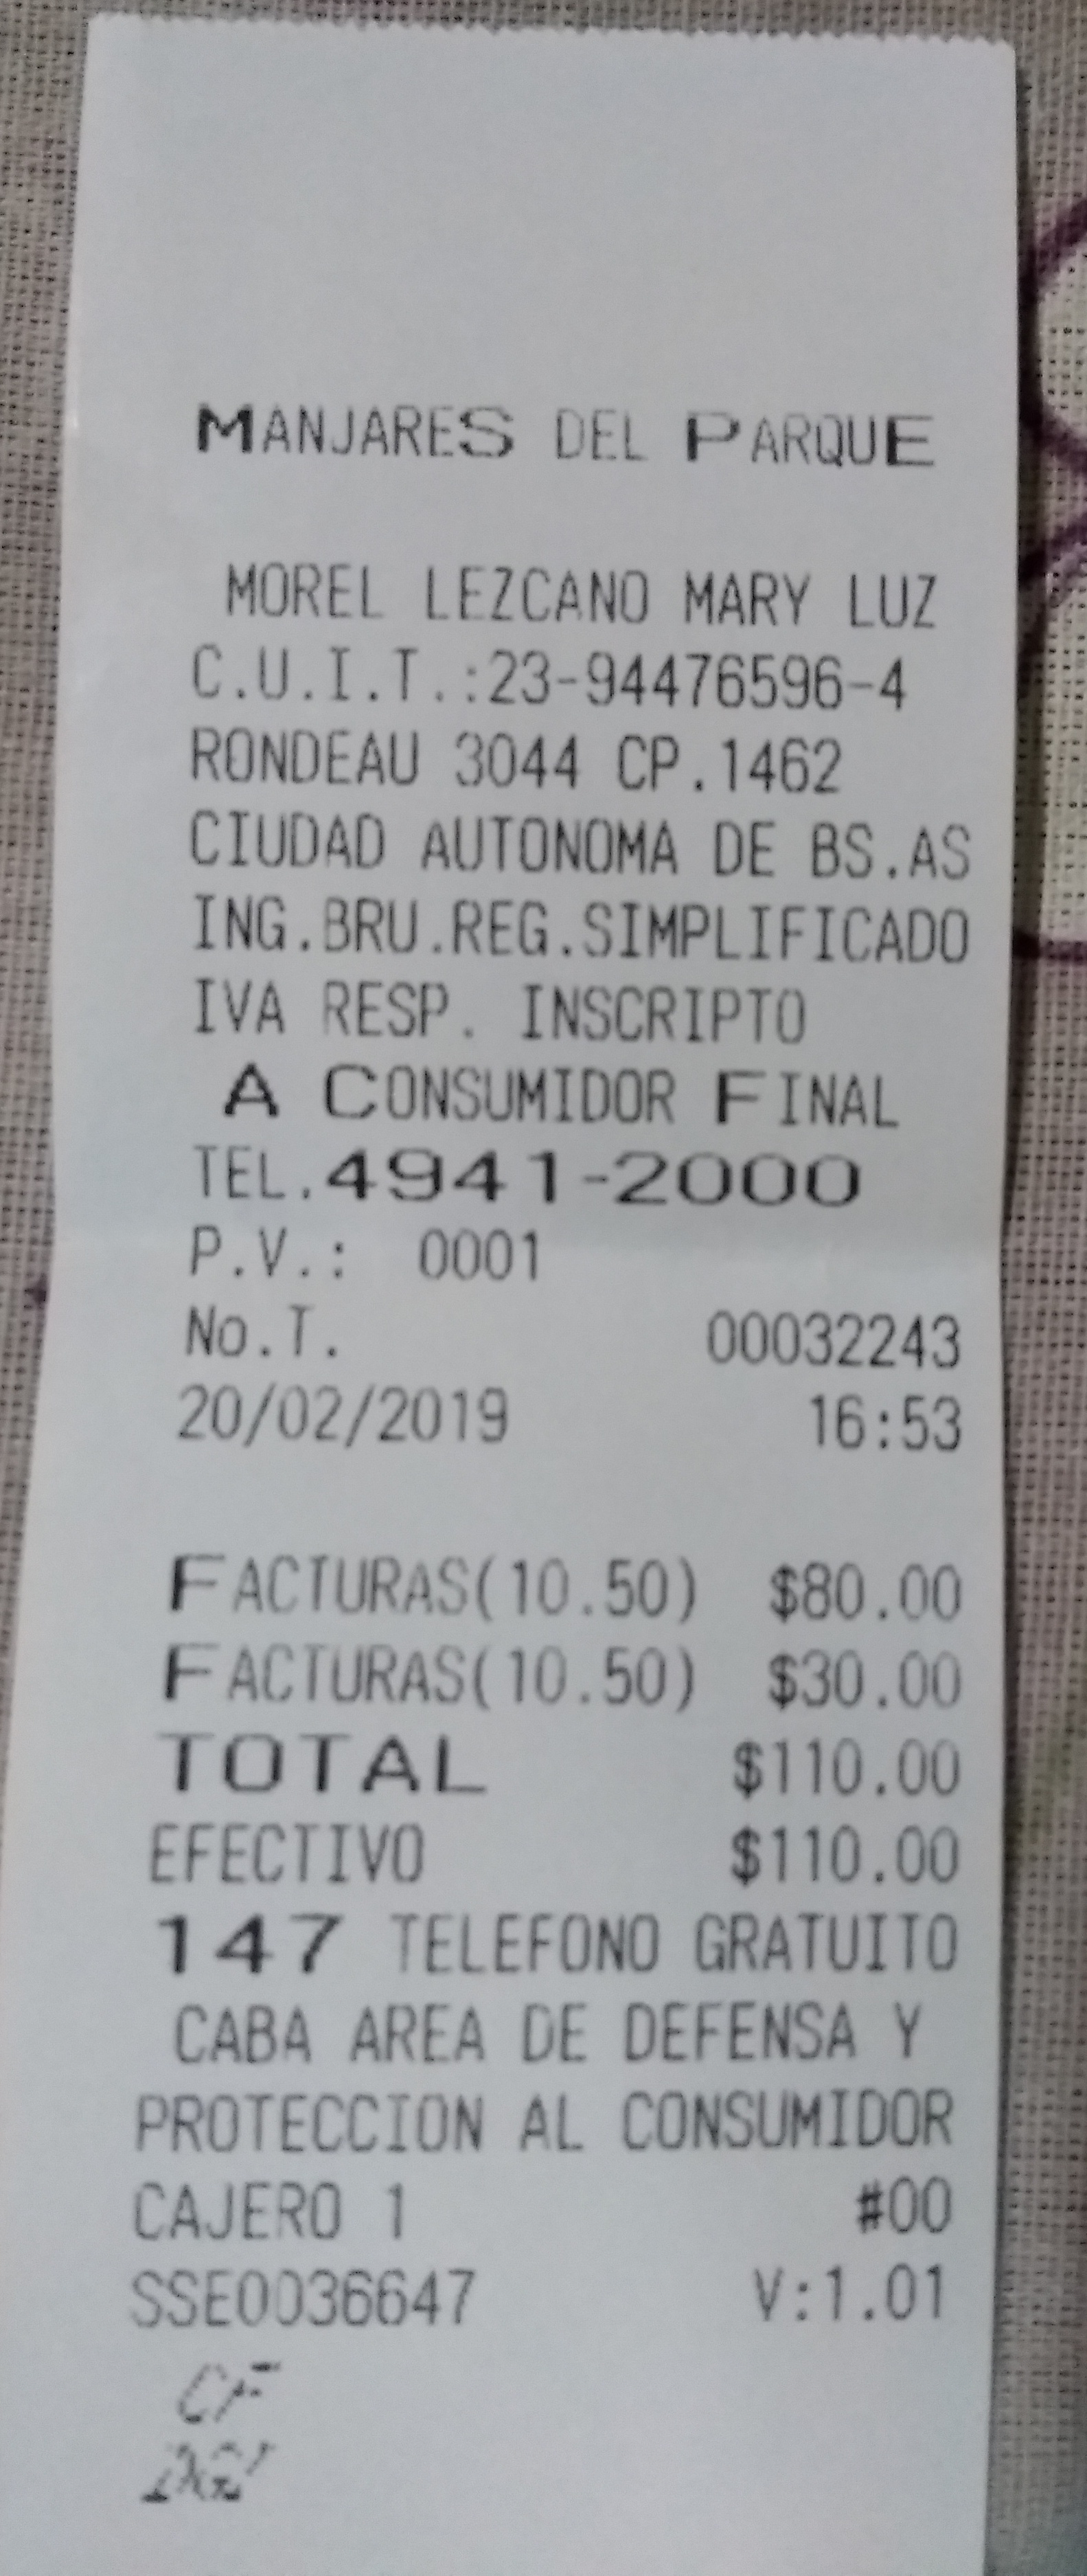 MANJARES DEL PARQUE
MOREL LEZCANO MARY LUZ
C.U.I.T.:23-94476596-4
RONDEAU 3044 CP.1462
CIUDAD AUTONOMA DE BS.AS
ING.BRU.REG.SIMPLIFICADO
IVA RESP. INSCRIPTO
A CONSUMIDOR FINAL
TEL.4941-2000
P.V.: 0001
No.T. 00032243
20/02/2019 16:53
FACTURAS(10.50) $80.00
FACTURAS(10.50) $30.00
TOTAL $110.00
EFECTIVO $110.00
147 TELEFONO GRATUITO
CABA AREA DE DEFENSA Y
PROTECCION AL CONSUMIDOR
CAJERO 1 #00
SSE0036647 V:1.01
CF
DGI